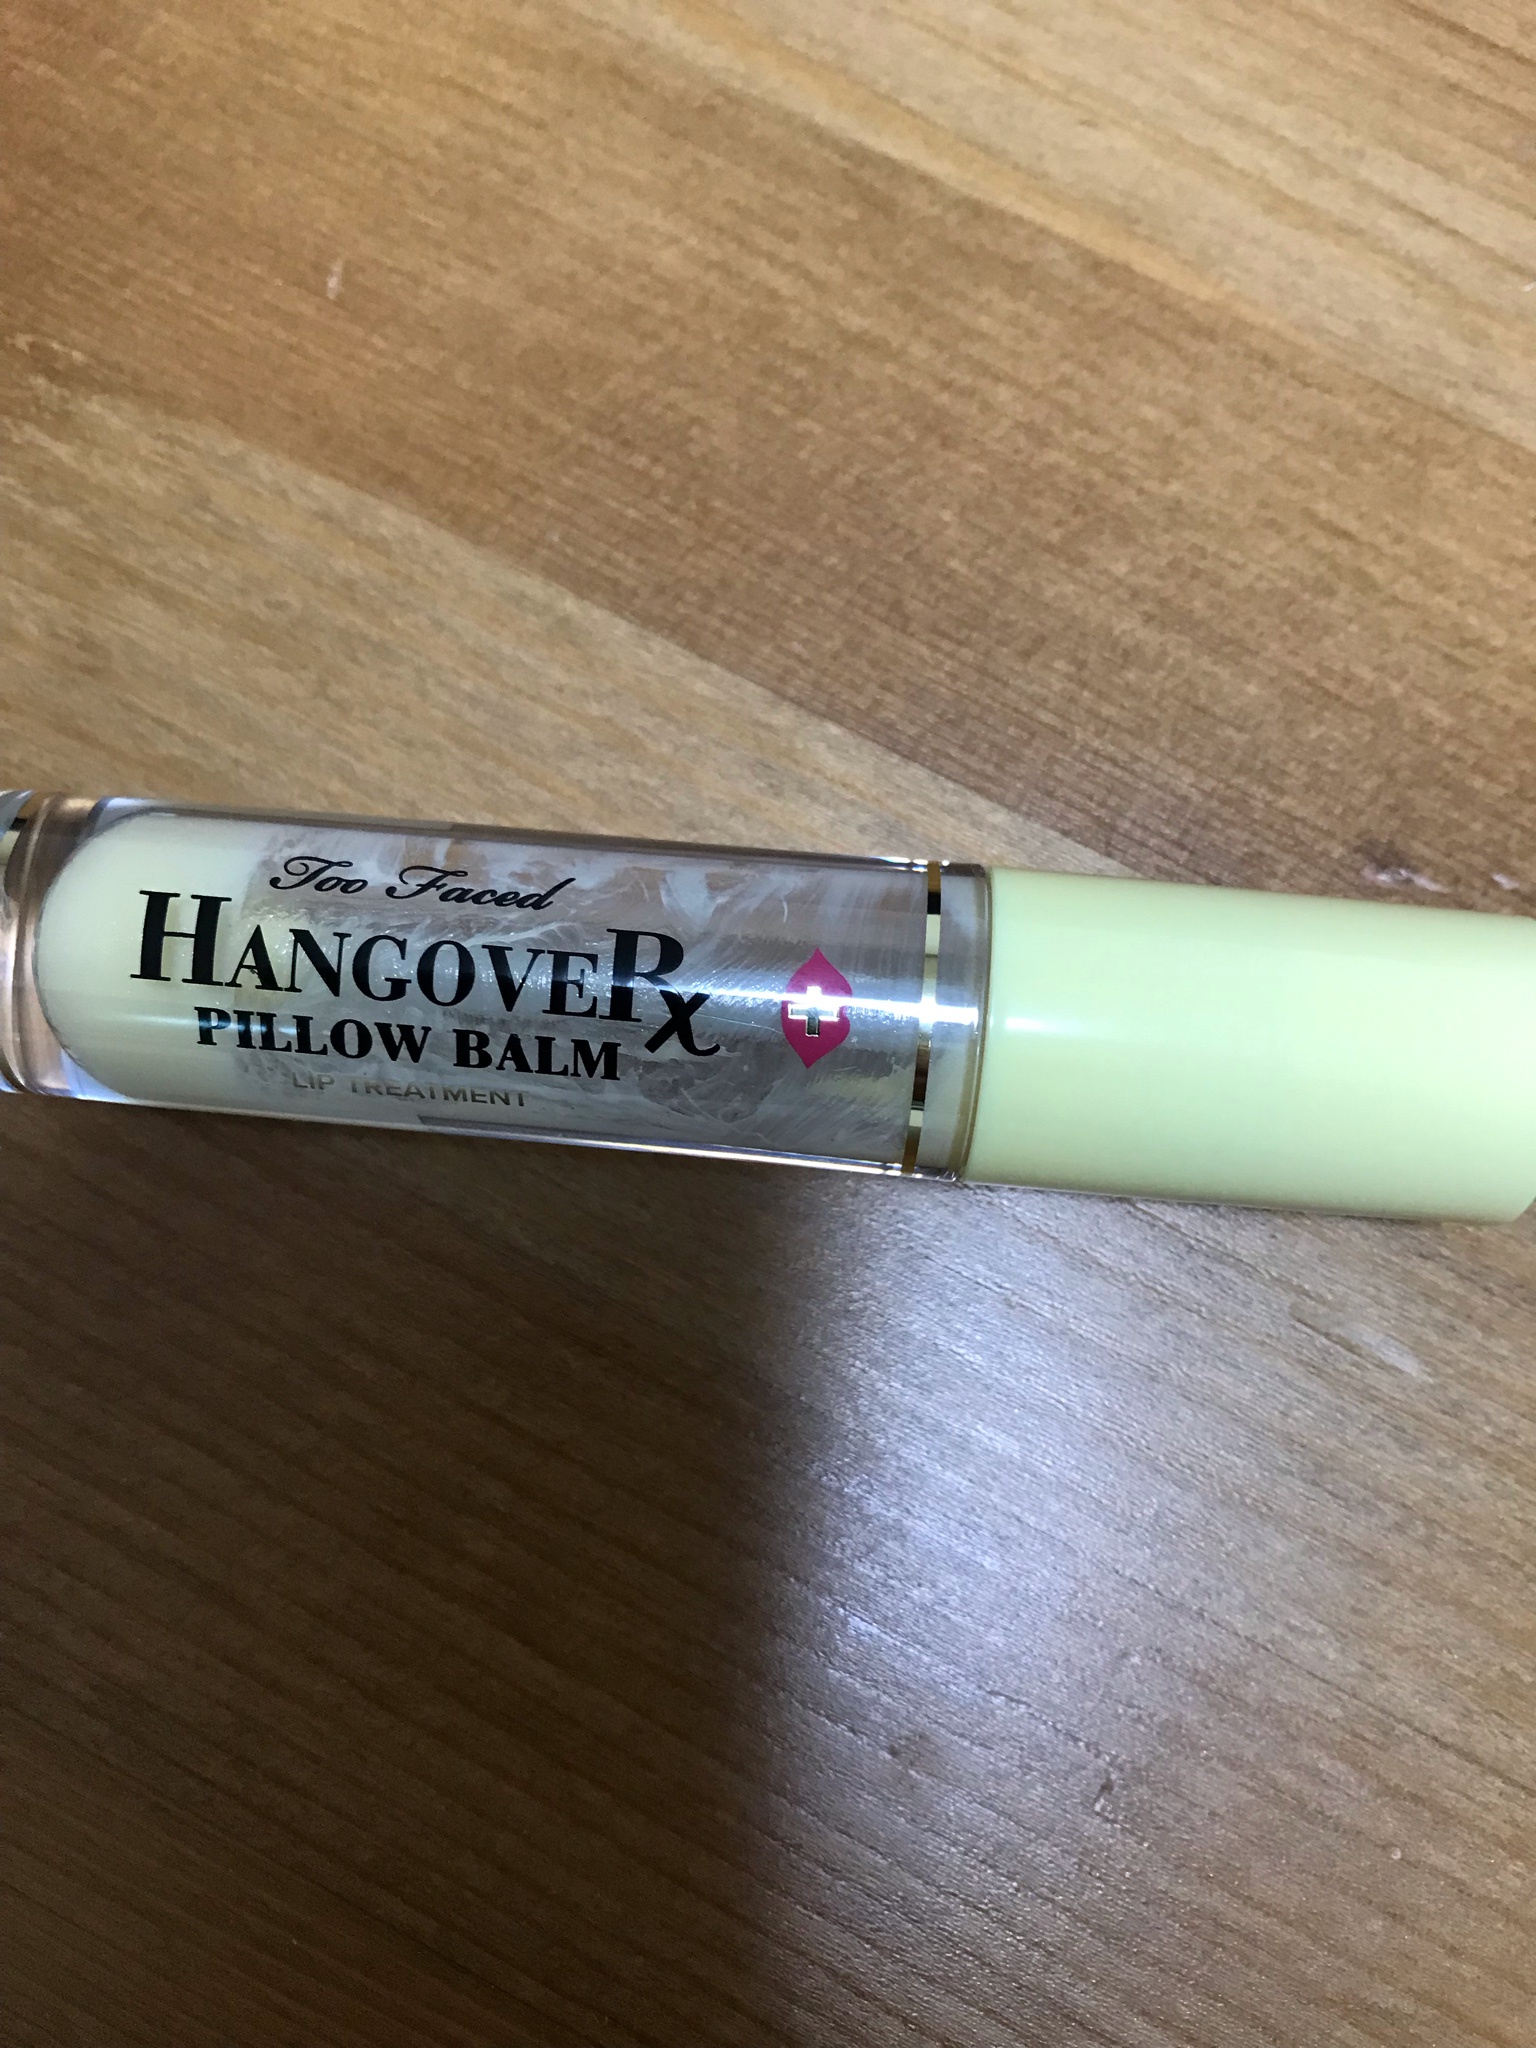 Too Faced
HANGOVERx
PILLOW BALM
LIP TREATMENT